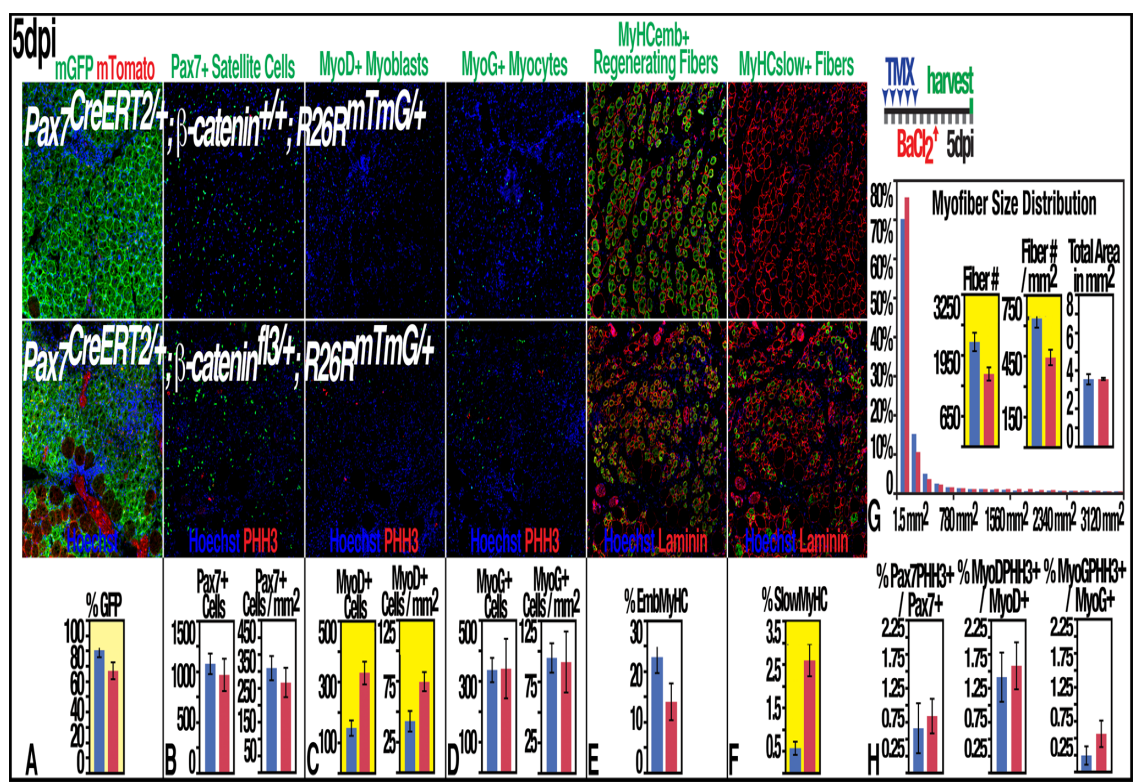 5dpi
mGFP mTomato
Pax7+ Satellite Cells
MyoD+ Myoblasts
MyoG+ Myocytes
MyHCemb+
Regenerating Fibers
MyHCslow+ Fibers
Pax7CreERT2/+; β-catenin+/+; R26RmTmG/+
Pax7CreERT2/+; β-cateninfl3/+; R26RmTmG/+
Hoechst
Hoechst PHH3
Hoechst PHH3
Hoechst PHH3
Hoechst Laminin
Hoechst Laminin
TMX harvest
BaCl2 5dpi
Myofiber Size Distribution
80%
70%
60%
50%
40%
30%
20%
10%
0
Fiber #
3250
1950
650
Fiber #
/ mm2
750
450
150
Total Area
in mm2
8
7
6
5
4
3
2
1
0
G
1.5 mm2 780 mm2 1560 mm2 2340 mm2 3120 mm2
% GFP
100
80
60
40
20
0
A
Pax7+
Cells
1500
1000
500
0
B
Pax7+
Cells / mm2
450
350
250
150
50
MyoD+
Cells
500
300
100
C
MyoD+
Cells / mm2
125
75
25
MyoG+
Cells
500
300
100
D
MyoG+
Cells / mm2
125
75
25
% EmbMyHC
30
20
10
0
E
% SlowMyHC
3.5
2.5
1.5
0.5
F
% Pax7PHH3+
/ Pax7+
2.25
1.75
1.25
0.75
0.25
H
% MyoDPHH3+
/ MyoD+
2.25
1.75
1.25
0.75
0.25
% MyoGPHH3+
/ MyoG+
2.25
1.75
1.25
0.75
0.25